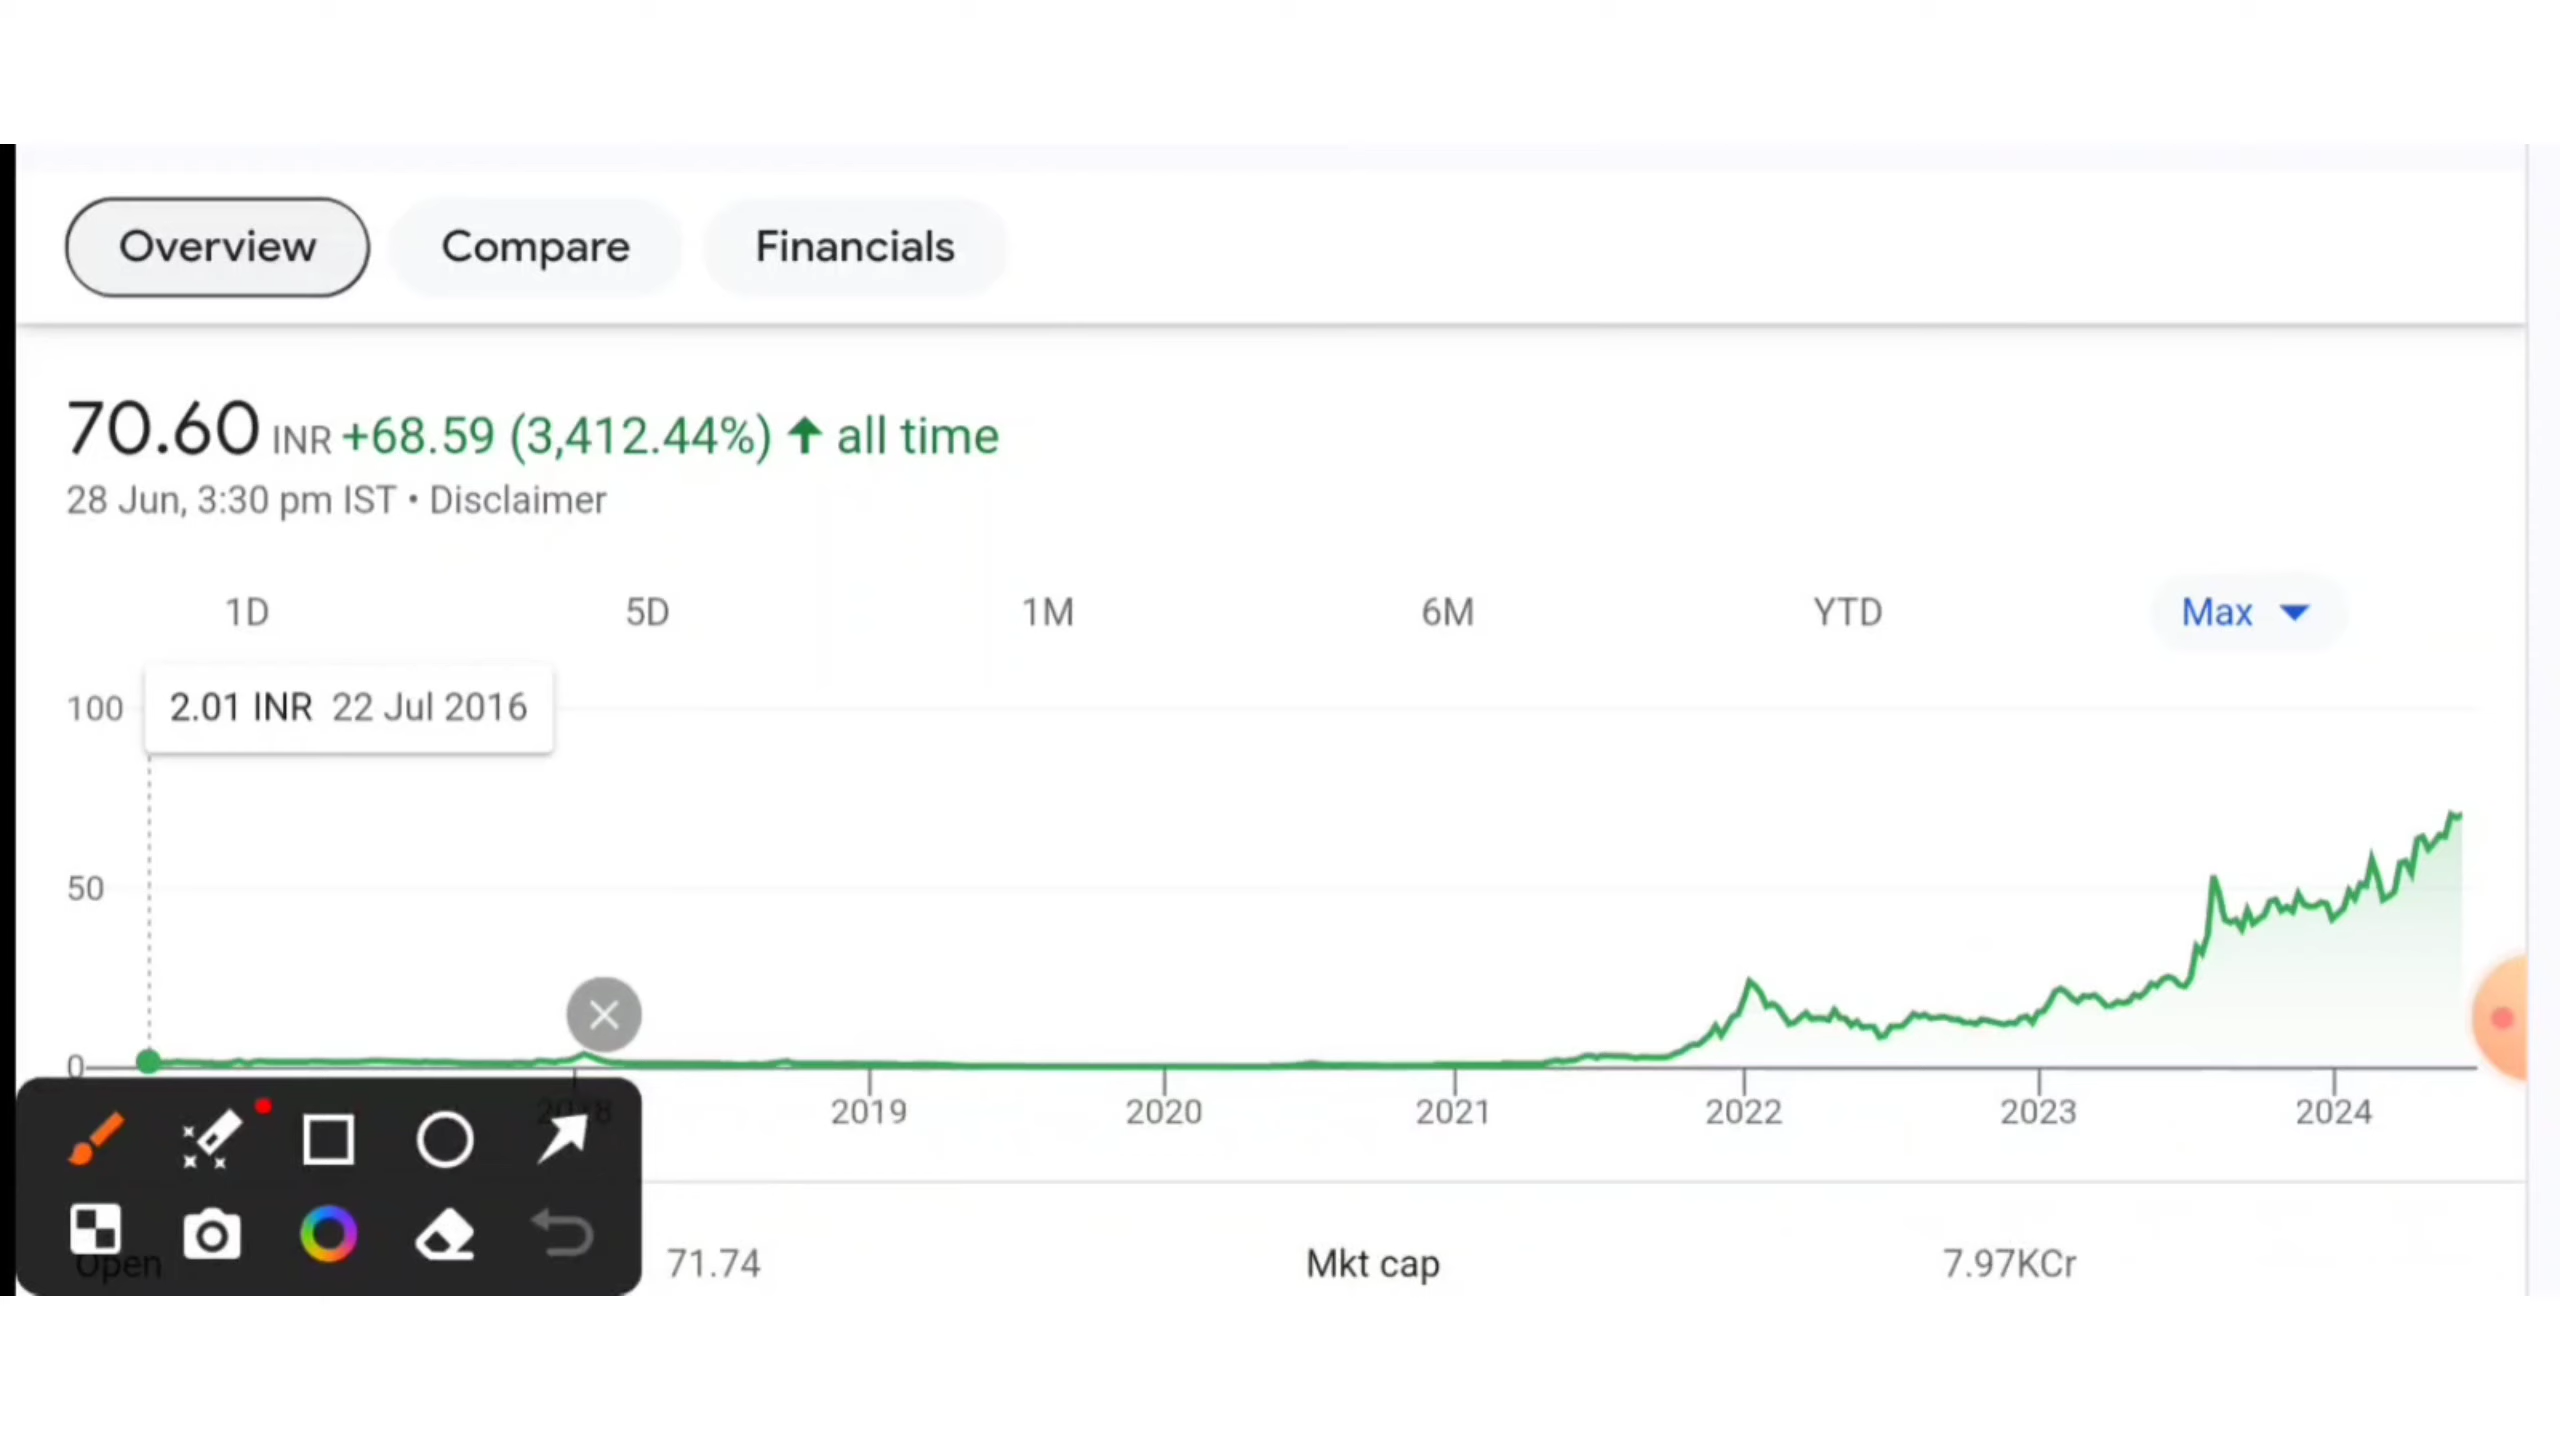 Overview Compare Financials
70.60 INR +68.59 (3,412.44%) ↑ all time
28 Jun, 3:30 pm IST • Disclaimer
1D 5D 1M 6M YTD Max
100 2.01 INR 22 Jul 2016
50
0
2018 2019 2020 2021 2022 2023 2024
Open 71.74 Mkt cap 7.97KCr